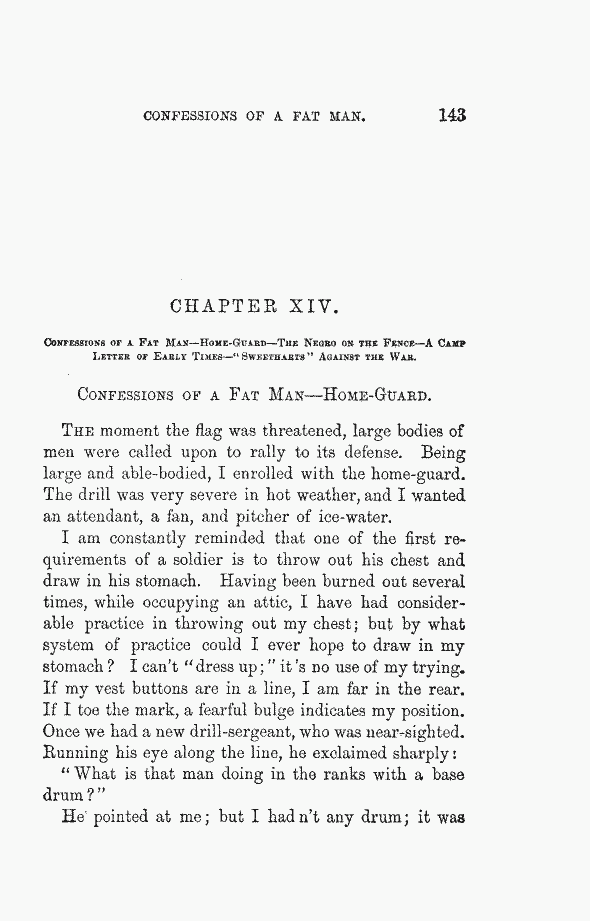 CONFESSIONS OF A FAT MAN. 143
CHAPTER XIV.
CONFESSIONS OF A FAT MAN—HOME-GUARD—THE NEGRO ON THE FENCE—A CAMP
LETTER OF EARLY TIMES—"SWEETHARTS" AGAINST THE WAR.
CONFESSIONS OF A FAT MAN—HOME-GUARD.
THE moment the flag was threatened, large bodies of
men were called upon to rally to its defense. Being
large and able-bodied, I enrolled with the home-guard.
The drill was very severe in hot weather, and I wanted
an attendant, a fan, and pitcher of ice-water.
I am constantly reminded that one of the first re-
quirements of a soldier is to throw out his chest and
draw in his stomach. Having been burned out several
times, while occupying an attic, I have had consider-
able practice in throwing out my chest; but by what
system of practice could I ever hope to draw in my
stomach? I can't "dress up;" it's no use of my trying.
If my vest buttons are in a line, I am far in the rear.
If I toe the mark, a fearful bulge indicates my position.
Once we had a new drill-sergeant, who was near-sighted.
Running his eye along the line, he exclaimed sharply:
"What is that man doing in the ranks with a base
drum?"
He pointed at me; but I hadn't any drum; it was